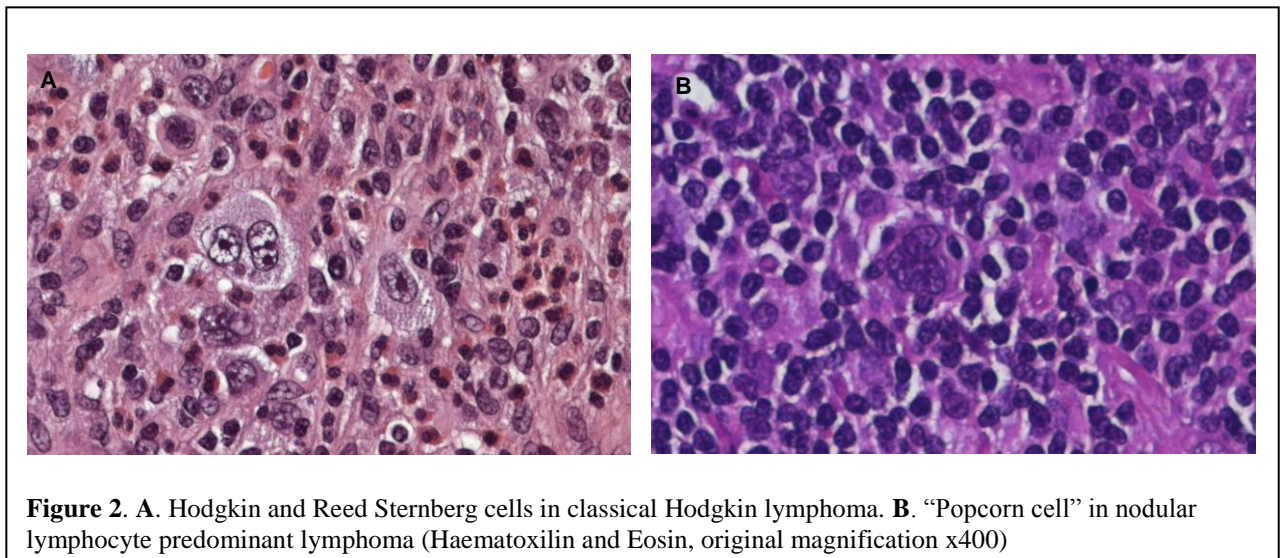 A
B
Figure 2. A. Hodgkin and Reed Sternberg cells in classical Hodgkin lymphoma. B. “Popcorn cell” in nodular
lymphocyte predominant lymphoma (Haematoxilin and Eosin, original magnification x400)